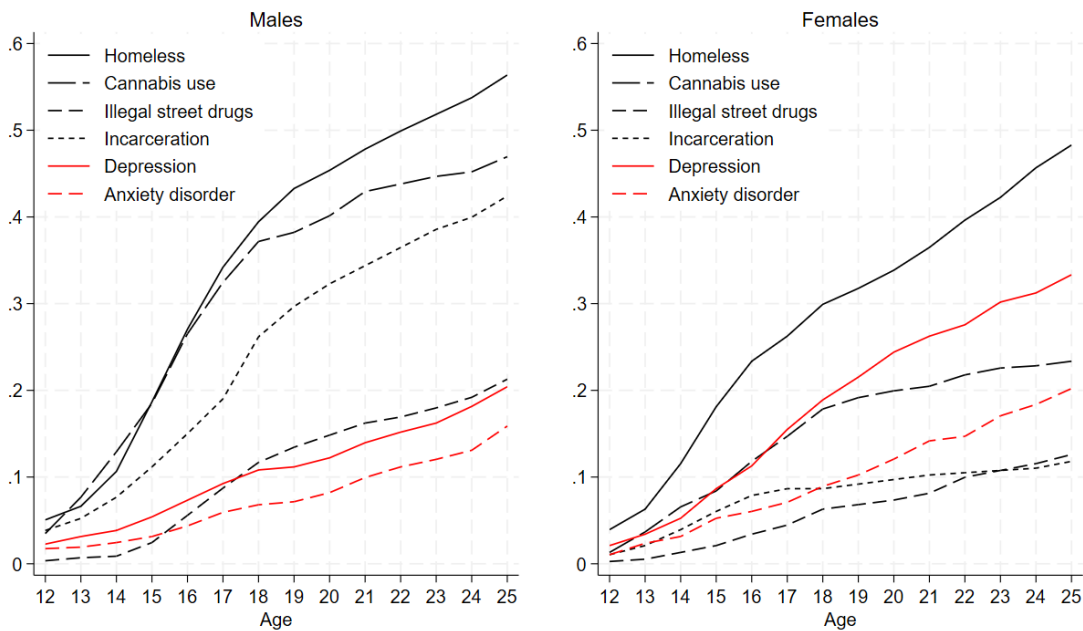 Males
.6
.5
.4
.3
.2
.1
0
Homeless
Cannabis use
Illegal street drugs
Incarceration
Depression
Anxiety disorder
12 13 14 15 16 17 18 19 20 21 22 23 24 25
Age
Females
.6
.5
.4
.3
.2
.1
0
Homeless
Cannabis use
Illegal street drugs
Incarceration
Depression
Anxiety disorder
12 13 14 15 16 17 18 19 20 21 22 23 24 25
Age